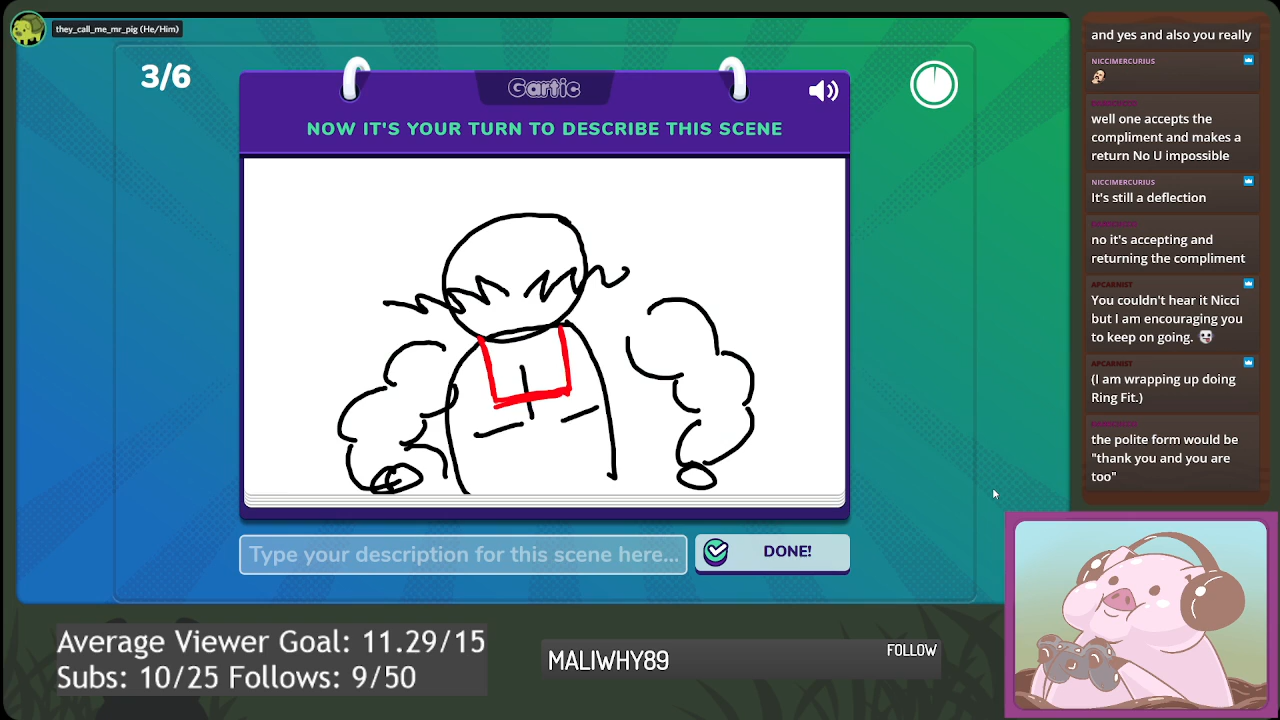 they_call_me_mr_pig (He/Him)
3/6
Gartic
NOW IT'S YOUR TURN TO DESCRIBE THIS SCENE
Type your description for this scene here...
DONE!
and yes and also you really
NICCIMERCURIUS
well one accepts the
compliment and makes a
return No U impossible
NICCIMERCURIUS
It's still a deflection
no it's accepting and
returning the compliment
APCARNIST
You couldn't hear it Nicci
but I am encouraging you
to keep on going.
APCARNIST
(I am wrapping up doing
Ring Fit.)
the polite form would be
"thank you and you are
too"
Average Viewer Goal: 11.29/15
Subs: 10/25 Follows: 9/50
MALIWHY89
FOLLOW